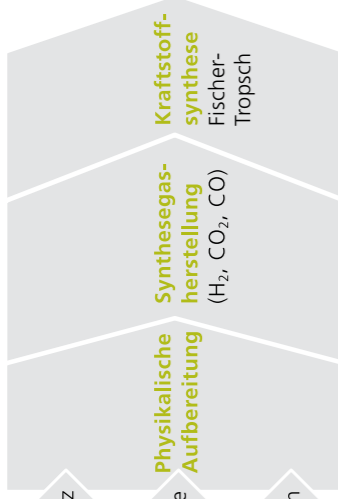 Physikalische
Aufbereitung
Synthesegas-
herstellung
(H₂, CO₂, CO)
Kraftstoff-
synthese
Fischer-
Tropsch